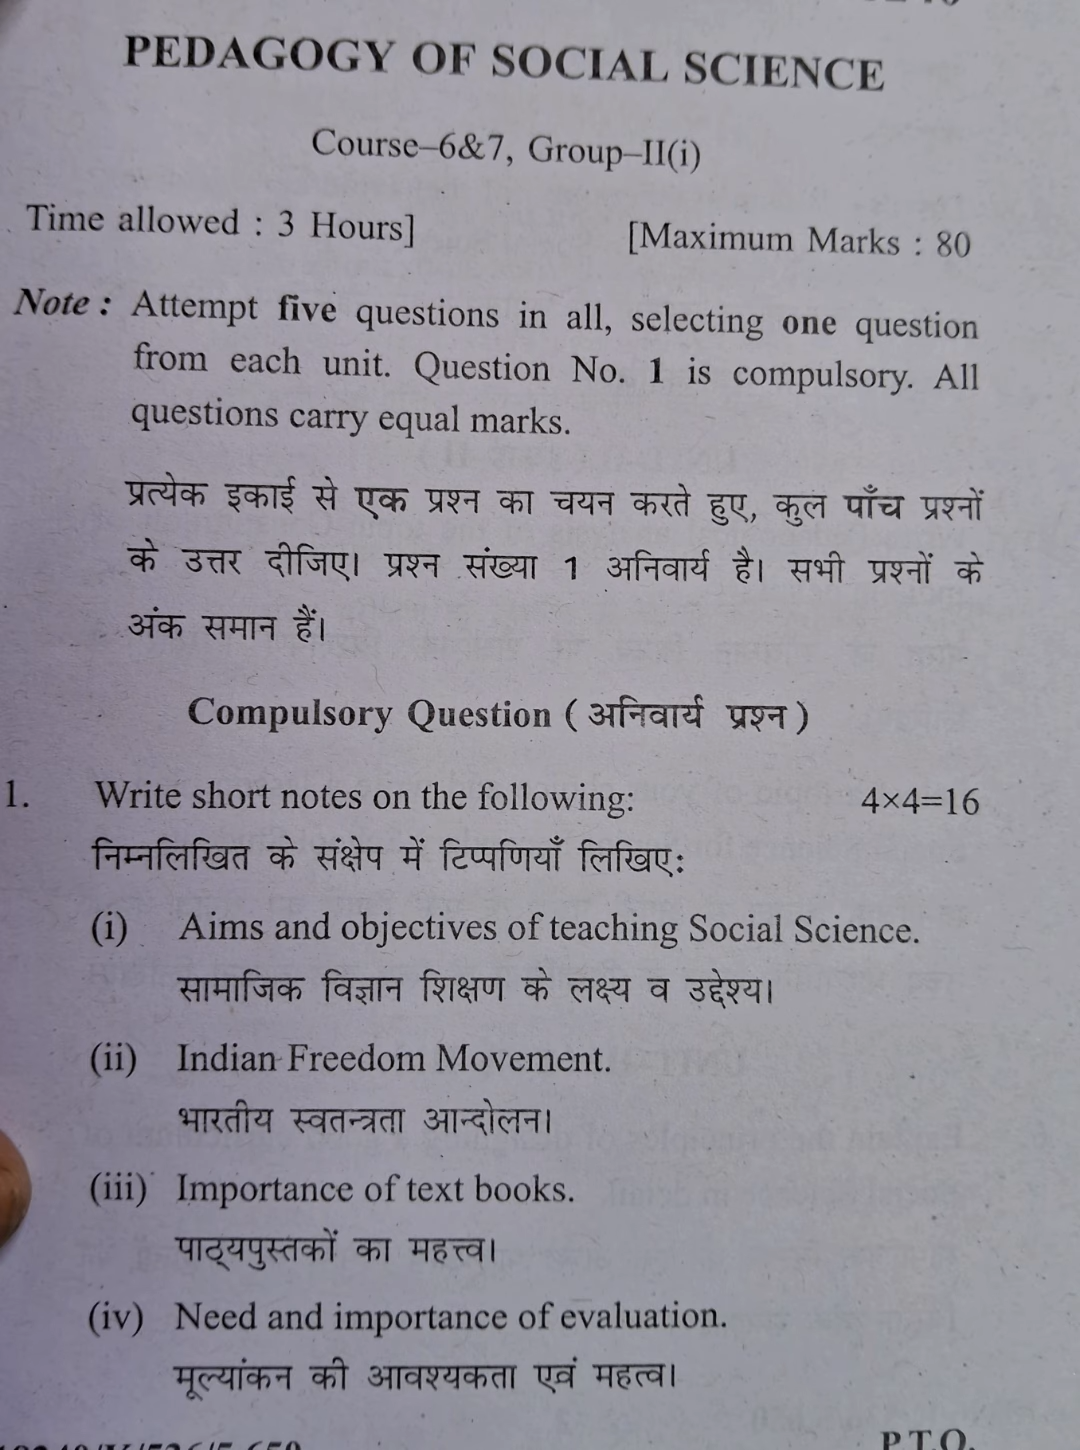 PEDAGOGY OF SOCIAL SCIENCE
Course–6&7, Group–II(i)
Time allowed : 3 Hours] [Maximum Marks : 80
Note : Attempt five questions in all, selecting one question
from each unit. Question No. 1 is compulsory. All
questions carry equal marks.
प्रत्येक इकाई से एक प्रश्न का चयन करते हुए, कुल पाँच प्रश्नों
के उत्तर दीजिए। प्रश्न संख्या 1 अनिवार्य है। सभी प्रश्नों के
अंक समान हैं।
Compulsory Question ( अनिवार्य प्रश्न )
1. Write short notes on the following: 4×4=16
निम्नलिखित के संक्षेप में टिप्पणियाँ लिखिए:
(i) Aims and objectives of teaching Social Science.
सामाजिक विज्ञान शिक्षण के लक्ष्य व उद्देश्य।
(ii) Indian Freedom Movement.
भारतीय स्वतन्त्रता आन्दोलन।
(iii) Importance of text books.
पाठ्यपुस्तकों का महत्त्व।
(iv) Need and importance of evaluation.
मूल्यांकन की आवश्यकता एवं महत्व।
P.T.O.